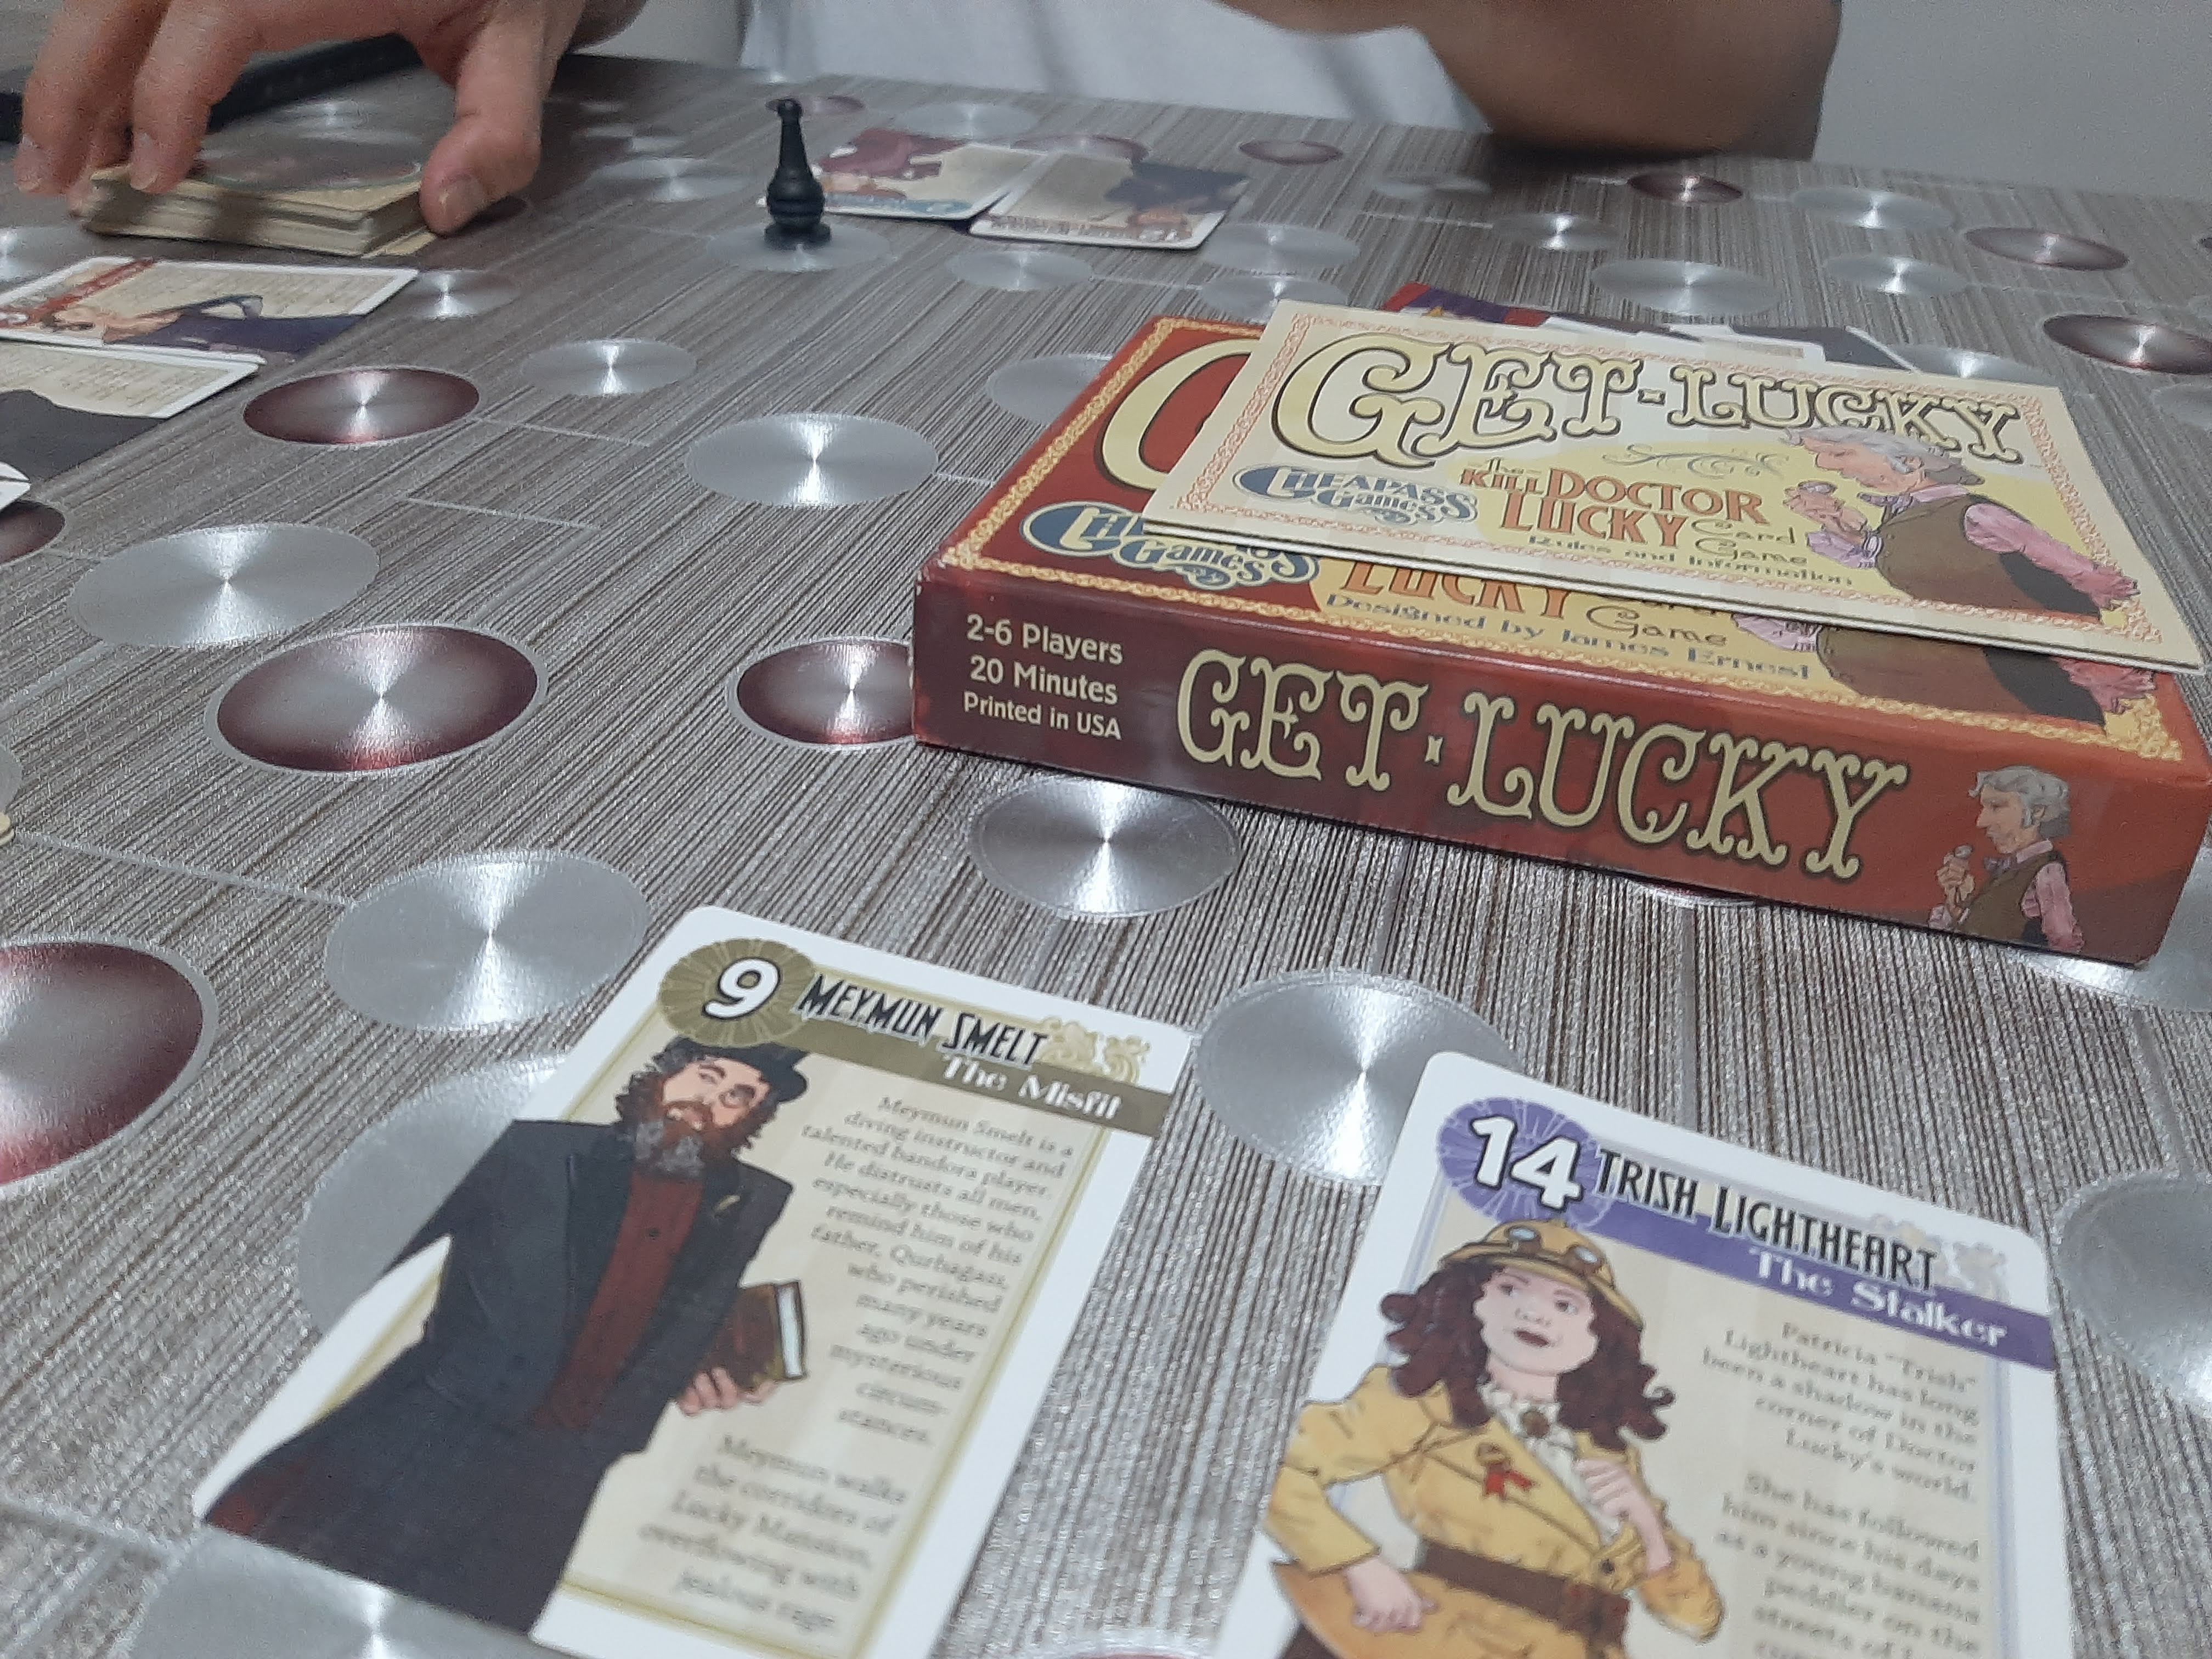 GET-LUCKY
The
KILL DOCTOR
LUCKY Card
Game
Rules and Information
CHEAPASS
Games
G
Games
LUCKY
Game
Designed by James Ernest
2-6 Players
20 Minutes
Printed in USA
GET-LUCKY
9 MEYMUN SMELT
The Misfit
Meymun Smelt is a
diving instructor and
talented bandora player.
He distrusts all men,
especially those who
remind him of his
father, Qurbagasi,
who perished
many years
ago under
mysterious
circum-
stances.
Meymun walks
the corridors of
Lucky Mansion,
overflowing with
jealous rage.
14 TRISH LIGHTHEART
The Stalker
Patricia "Trish"
Lightheart has long
been a shadow in the
corner of Doctor
Lucky's world.
She has followed
him since his days
as a young banana
peddler on the
streets of